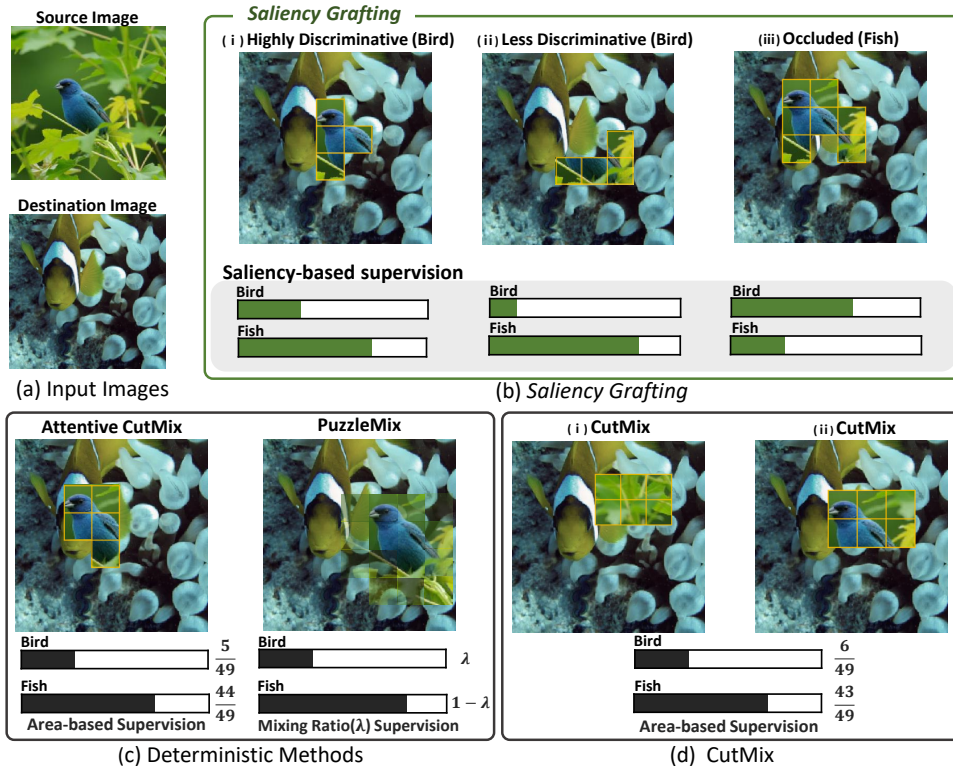 Source Image
Destination Image
(a) Input Images
Saliency Grafting
(i) Highly Discriminative (Bird)
(ii) Less Discriminative (Bird)
(iii) Occluded (Fish)
Saliency-based supervision
Bird
Fish
Bird
Fish
Bird
Fish
(b) Saliency Grafting
Attentive CutMix
PuzzleMix
Bird
5/49
Fish
44/49
Area-based Supervision
Bird
λ
Fish
1 − λ
Mixing Ratio(λ) Supervision
(c) Deterministic Methods
(i) CutMix
(ii) CutMix
Bird
6/49
Fish
43/49
Area-based Supervision
(d) CutMix